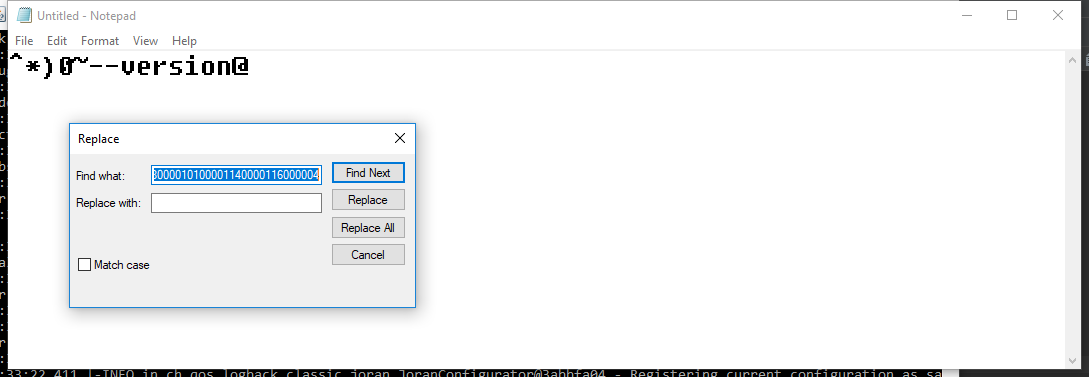 Untitled - Notepad
File Edit Format View Help
^*)0~--version@
Replace
Find what: 3000010100001140000116000004 Find Next
Replace with: Replace
Replace All
Match case
Cancel
:33:22,411 |-INFO in ch.qos.logback.classic.joran.JoranConfigurator@3abbfa04 - Registering current configuration as sa